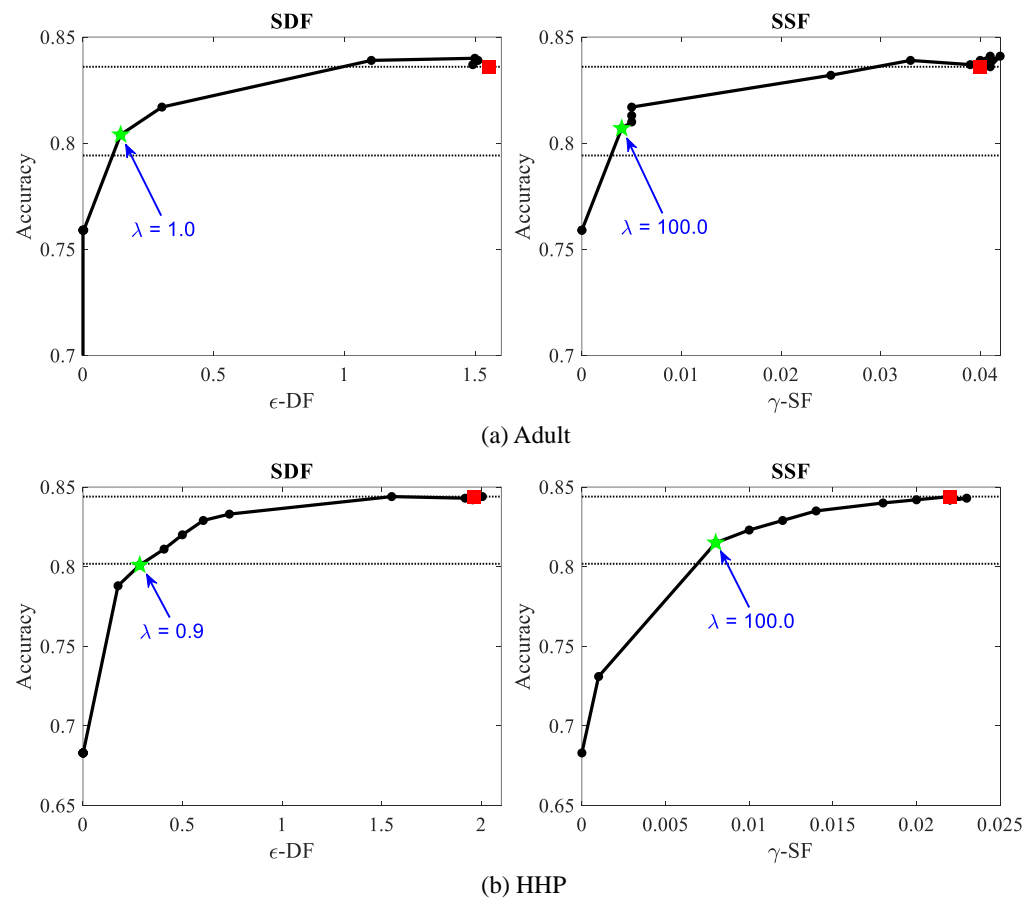 SDF
SSF
0.85
0.8
0.75
0.7
Accuracy
λ = 1.0
0 0.5 1 1.5
ϵ-DF
0.85
0.8
0.75
0.7
Accuracy
λ = 100.0
0 0.01 0.02 0.03 0.04
γ-SF
(a) Adult
SDF
SSF
0.85
0.8
0.75
0.7
0.65
Accuracy
λ = 0.9
0 0.5 1 1.5 2
ϵ-DF
0.85
0.8
0.75
0.7
0.65
Accuracy
λ = 100.0
0 0.005 0.01 0.015 0.02 0.025
γ-SF
(b) HHP